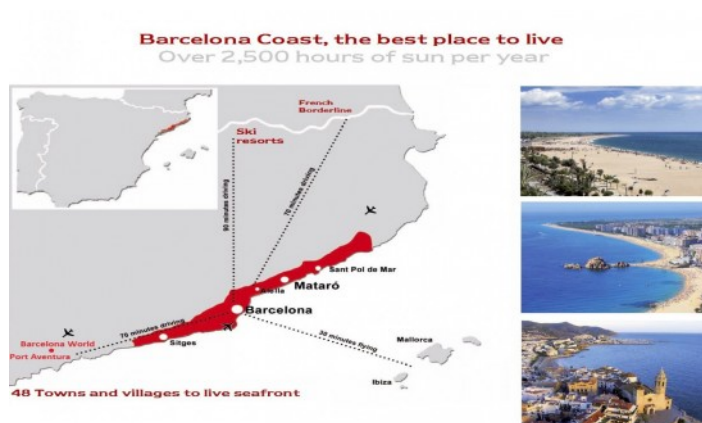 Barcelona Coast, the best place to live
Over 2,500 hours of sun per year
French
Borderline
Ski
resorts
90 minutes driving
70 minutes driving
Sant Pol de Mar
Mataró
Alella
Barcelona
70 minutes driving
Barcelona World
Port Aventura
Sitges
30 minutes flying
Mallorca
Ibiza
48 Towns and villages to live seafront